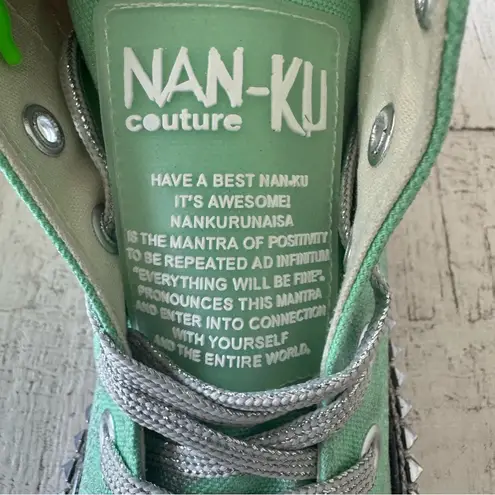 NAN-KU
couture
HAVE A BEST NAN-KU
IT'S AWESOME!
NANKURUNAISA
IS THE MANTRA OF POSITIVITY
TO BE REPEATED AD INFINITUM
"EVERYTHING WILL BE FINE".
PRONOUNCES THIS MANTRA
AND ENTER INTO CONNECTION
WITH YOURSELF
AND THE ENTIRE WORLD.